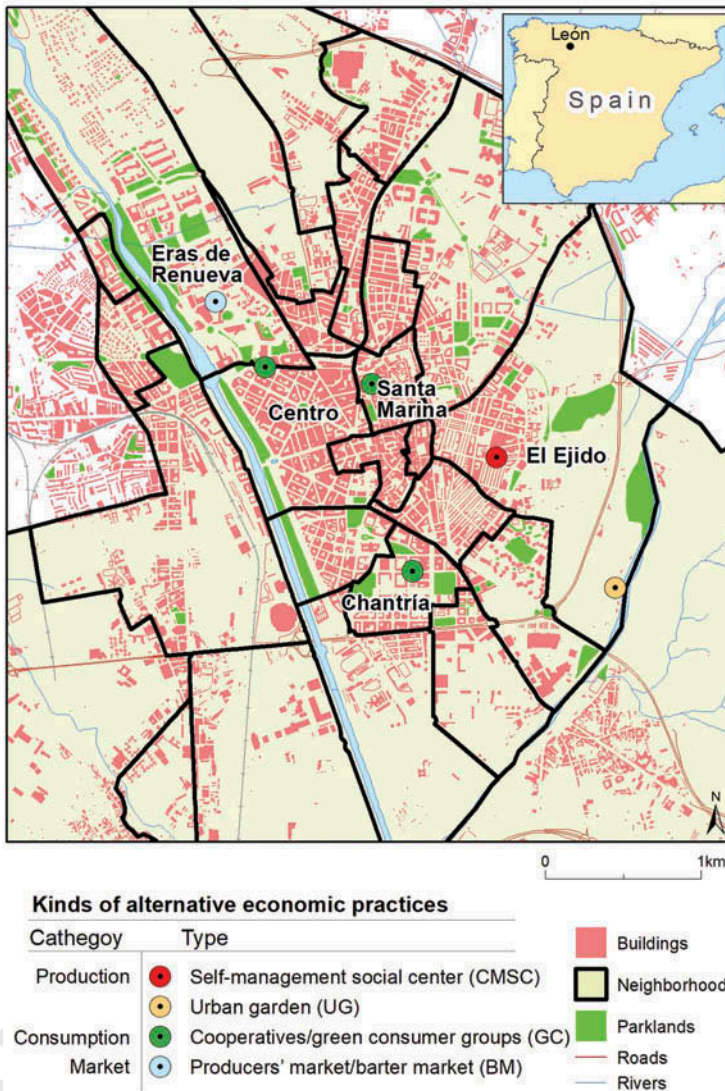 León
Spain
Eras de
Renueva
Santa
Marina
Centro
El Ejido
Chantría
N
0 1km
Kinds of alternative economic practices
Cathegoy Type
Production Self-management social center (CMSC)
Urban garden (UG)
Consumption Cooperatives/green consumer groups (GC)
Market Producers' market/barter market (BM)
Buildings
Neighborhood
Parklands
Roads
Rivers